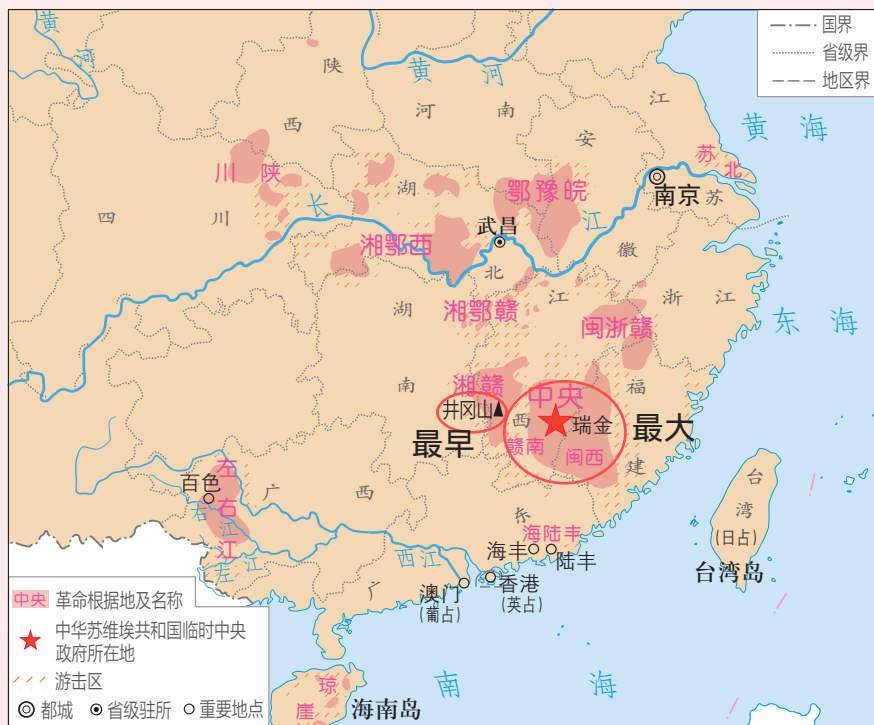 黄河
陕西
黄河
河南
江苏
安徽
国界
省级界
地区界
黄海
川陕
四川
湖北
鄂豫皖
苏北
南京
长江
武昌
湘鄂西
湖南
湘鄂赣
江西
闽浙赣
浙江
东海
湘赣
井冈山
最早
中央
瑞金
赣南
闽西
最大
福建
左右江
百色
右江
左江
广西
西江
广东
海陆丰
海丰
陆丰
澳门
(葡占)
香港
(英占)
台湾
(日占)
台湾岛
中央 革命根据地及名称
中华苏维埃共和国临时中央
政府所在地
游击区
都城 省级驻所 重要地点
琼崖
海南岛
南海